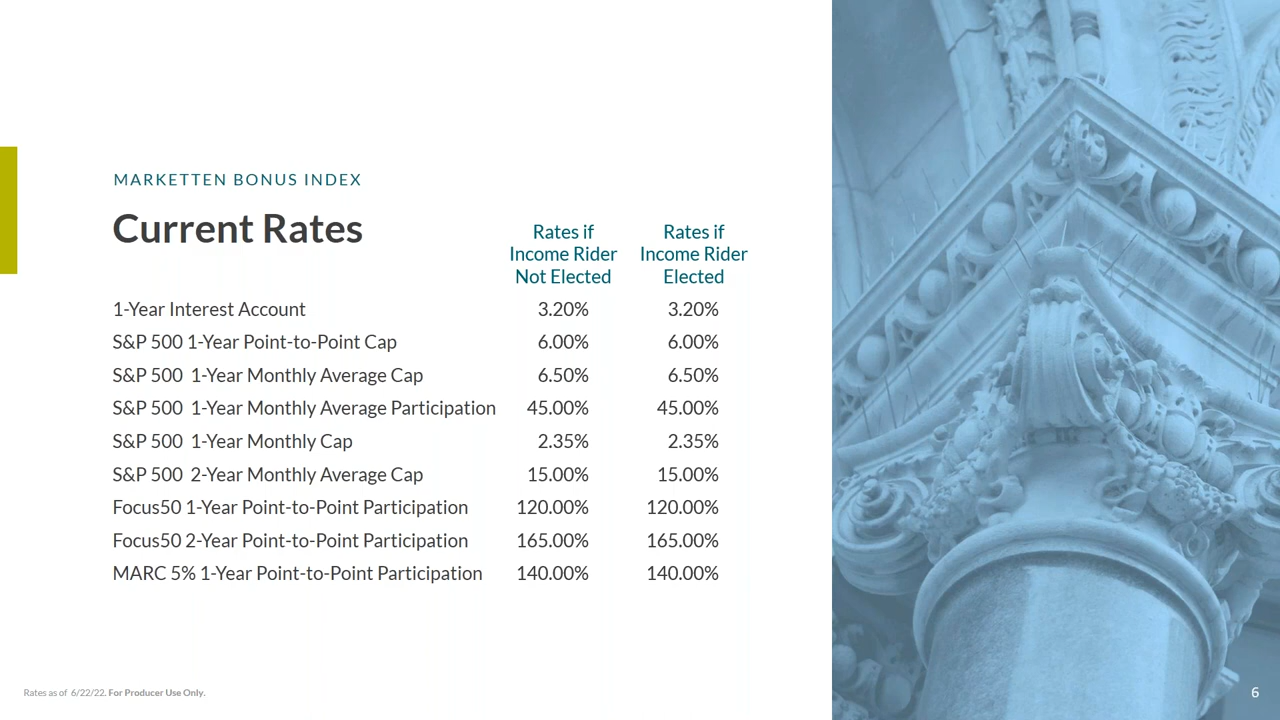 MARKETTEN BONUS INDEX
Current Rates
Rates if Income Rider Not Elected
Rates if Income Rider Elected
1-Year Interest Account 3.20% 3.20%
S&P 500 1-Year Point-to-Point Cap 6.00% 6.00%
S&P 500 1-Year Monthly Average Cap 6.50% 6.50%
S&P 500 1-Year Monthly Average Participation 45.00% 45.00%
S&P 500 1-Year Monthly Cap 2.35% 2.35%
S&P 500 2-Year Monthly Average Cap 15.00% 15.00%
Focus50 1-Year Point-to-Point Participation 120.00% 120.00%
Focus50 2-Year Point-to-Point Participation 165.00% 165.00%
MARC 5% 1-Year Point-to-Point Participation 140.00% 140.00%
Rates as of 6/22/22. For Producer Use Only.
6